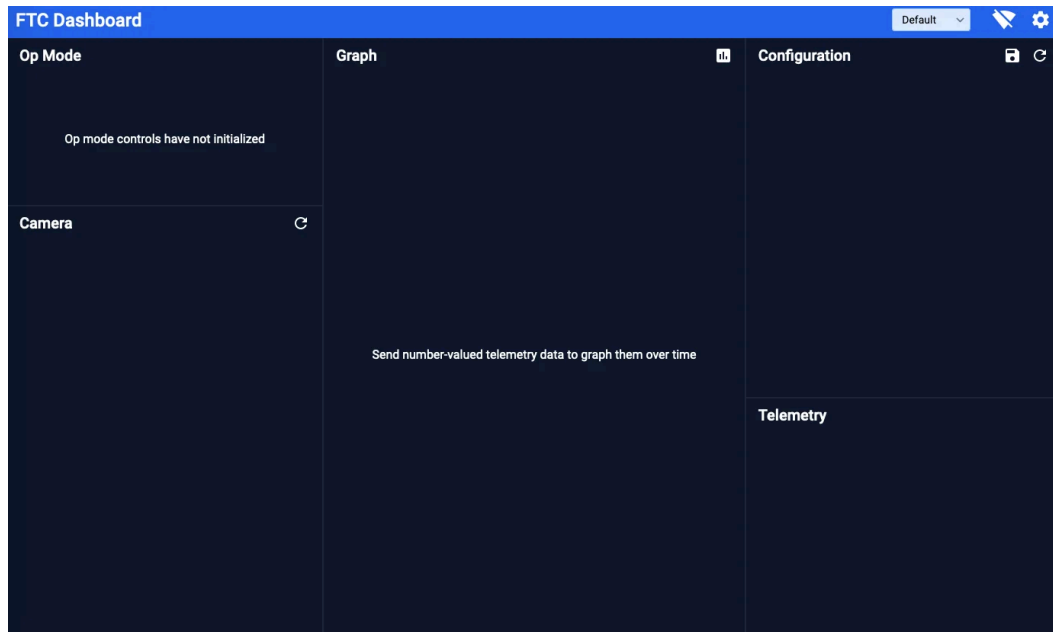 FTC Dashboard
Default
Op Mode
Op mode controls have not initialized
Camera
Graph
Send number-valued telemetry data to graph them over time
Configuration
Telemetry